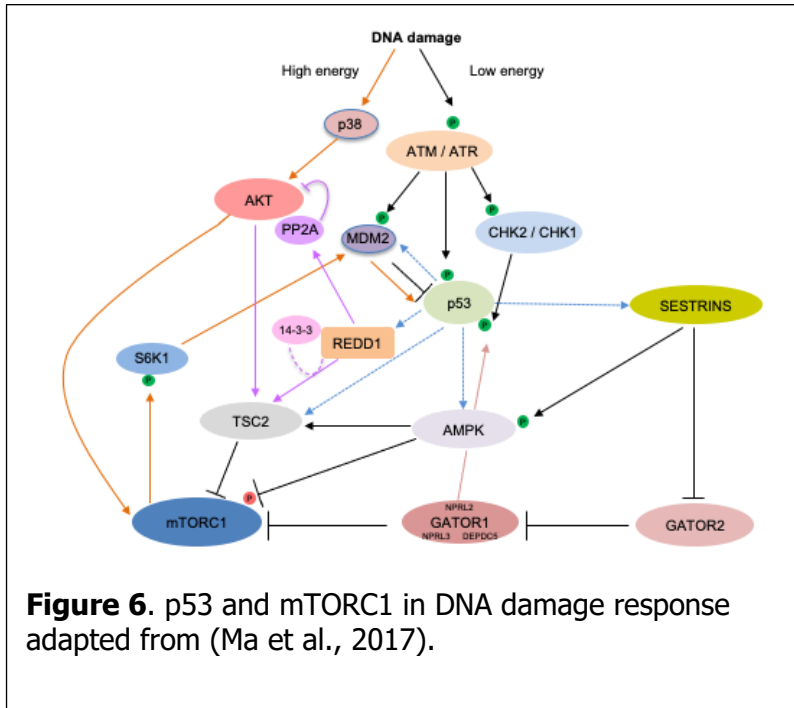 DNA damage
High energy
Low energy
P
p38
ATM / ATR
AKT
P
P
PP2A
MDM2
CHK2 / CHK1
P
p53
SESTRINS
14-3-3
REDD1
P
S6K1
P
TSC2
AMPK
P
P
NPRL2
mTORC1
GATOR1
GATOR2
NPRL3 DEPDC5
Figure 6. p53 and mTORC1 in DNA damage response
adapted from (Ma et al., 2017).